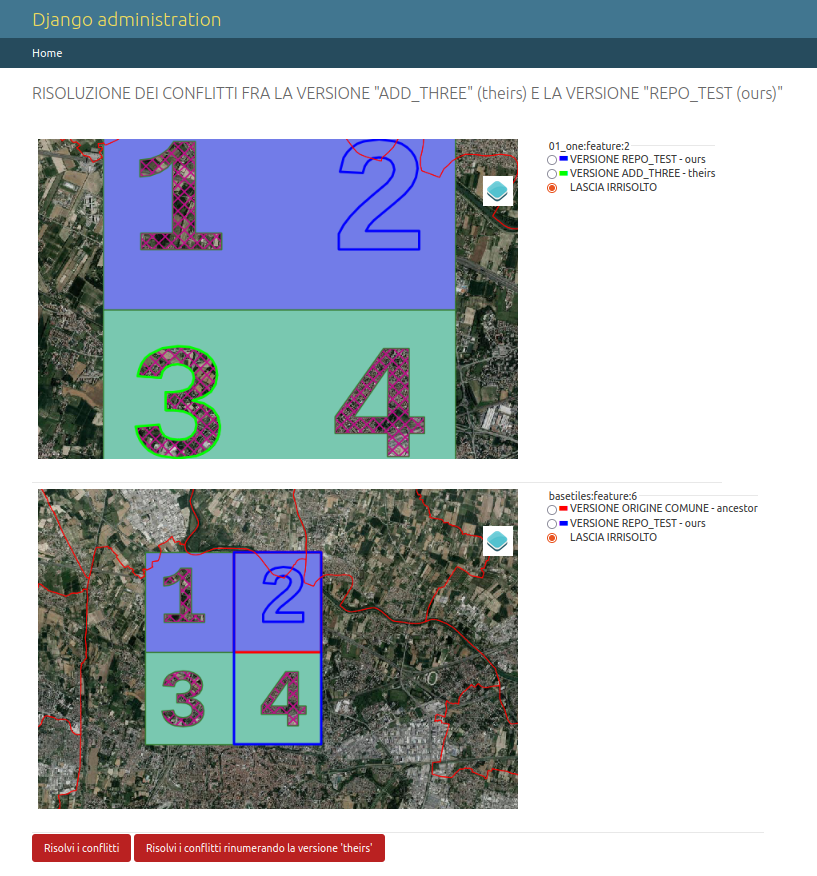 Django administration
Home
RISOLUZIONE DEI CONFLITTI FRA LA VERSIONE "ADD_THREE" (theirs) E LA VERSIONE "REPO_TEST (ours)"
1 2
3 4
01_one:feature:2
VERSIONE REPO_TEST - ours
VERSIONE ADD_THREE - theirs
LASCIA IRRISOLTO
1 2
3 4
basetiles:feature:6
VERSIONE ORIGINE COMUNE - ancestor
VERSIONE REPO_TEST - ours
LASCIA IRRISOLTO
Risolvi i conflitti Risolvi i conflitti rinumerando la versione 'theirs'